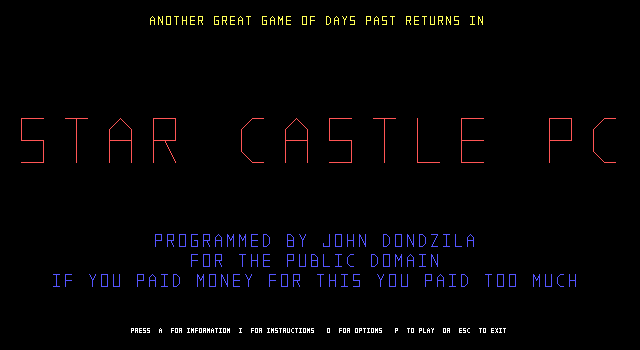 ANOTHER GREAT GAME OF DAYS PAST RETURNS IN
STAR CASTLE PC
PROGRAMMED BY JOHN DONDZILA
FOR THE PUBLIC DOMAIN
IF YOU PAID MONEY FOR THIS YOU PAID TOO MUCH
PRESS A FOR INFORMATION I FOR INSTRUCTIONS O FOR OPTIONS P TO PLAY OR ESC TO EXIT